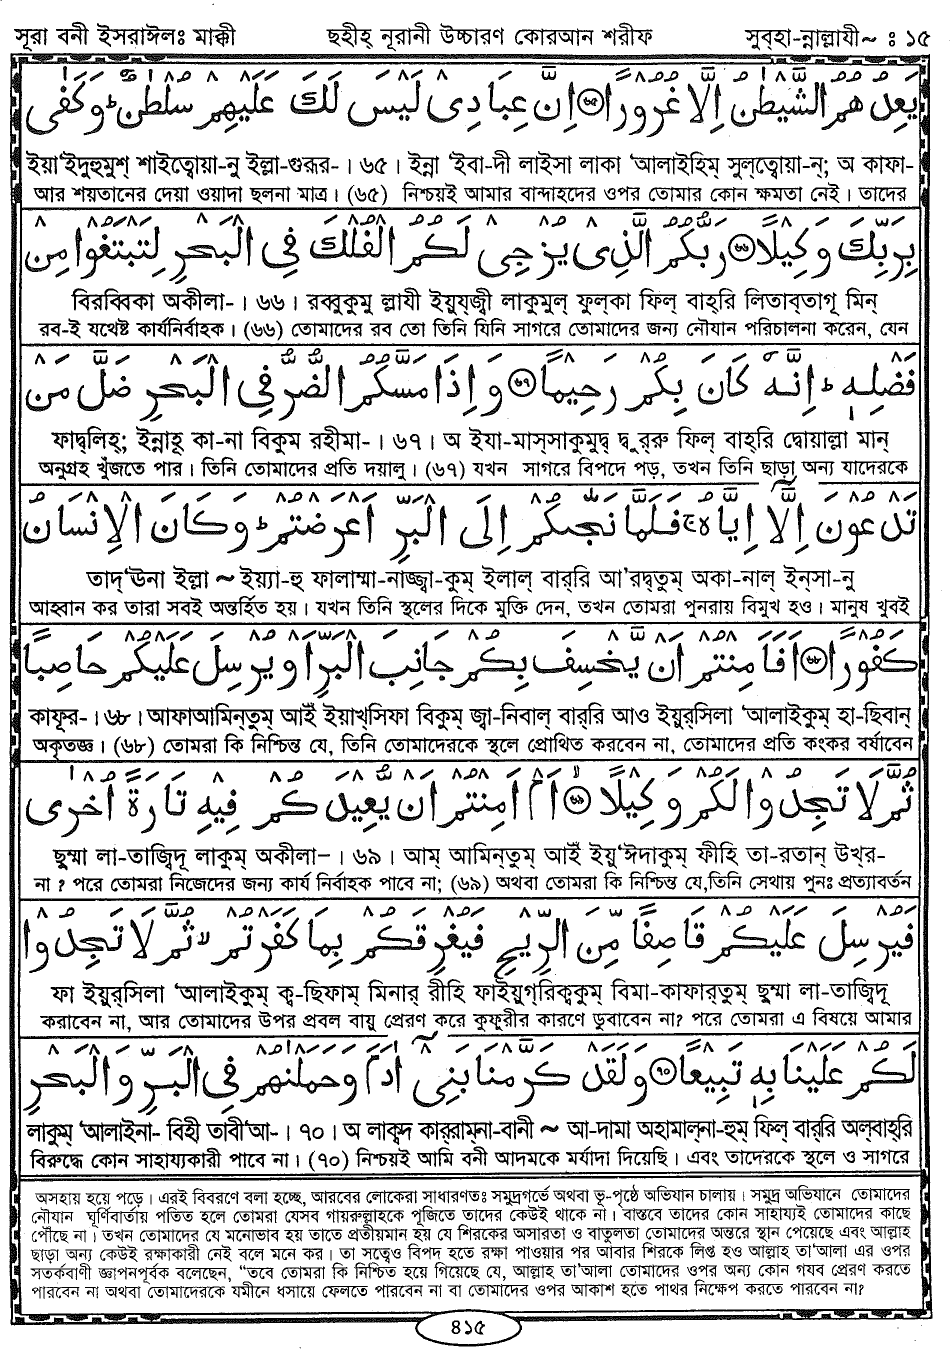 সূরা বনী ইসরাঈলঃ মাক্কী ছহীহ্ নূরানী উচ্চারণ কোরআন শরীফ সুব্‌হা-ন্নাল্লাযী~ ঃ ১৫
يَعِدُهُمُ الشَّيْطٰنُ اِلَّا غُرُوْرًا ﴿٦٥﴾ اِنَّ عِبَادِىْ لَيْسَ لَكَ عَلَيْهِمْ سُلْطٰنٌ ؕ وَكَفٰى
ইয়া‘ইদুহুমুশ্ শাইত্বোয়া-নু ইল্লা-গুরূর-। ৬৫। ইন্না ‘ইবা-দী লাইসা লাকা ‘আলাইহিম্ সুল্‌ত্বোয়া-ন্; অ কাফা-
আর শয়তানের দেয়া ওয়াদা ছলনা মাত্র। (৬৫) নিশ্চয়ই আমার বান্দাহদের ওপর তোমার কোন ক্ষমতা নেই। তাদের
بِرَبِّكَ وَكِيْلًا ﴿٦٦﴾ رَبُّكُمُ الَّذِىْ يُزْجِىْ لَكُمُ الْفُلْكَ فِى الْبَحْرِ لِتَبْتَغُوْا مِنْ
বিরব্বিকা অকীলা-। ৬৬। রব্বুকুমু ল্লাযী ইয়ুয্‌জ্বী লাকুমুল্ ফুল্‌কা ফিল্ বাহ্‌রি লিতাব্‌তাগূ মিন্
রব-ই যথেষ্ট কার্যনির্বাহক। (৬৬) তোমাদের রব তো তিনি যিনি সাগরে তোমাদের জন্য নৌযান পরিচালনা করেন, যেন
فَضْلِهٖ ؕ اِنَّهٗ كَانَ بِكُمْ رَحِيْمًا ﴿٦٧﴾ وَاِذَا مَسَّكُمُ الضُّرُّ فِى الْبَحْرِ ضَلَّ مَنْ
ফাদ্ব্‌লিহ্; ইন্নাহূ কা-না বিকুম রহীমা-। ৬৭। অ ইযা-মাস্‌সাকুমুদ্ব্ দ্বুর্‌রু ফিল্ বাহ্‌রি দ্বোয়াল্লা মান্
অনুগ্রহ খুঁজতে পার। তিনি তোমাদের প্রতি দয়ালু। (৬৭) যখন সাগরে বিপদে পড়, তখন তিনি ছাড়া অন্য যাদেরকে
تَدْعُوْنَ اِلَّاۤ اِيَّاهُ ۚ فَلَمَّا نَجّٰىكُمْ اِلَى الْبَرِّ اَعْرَضْتُمْ ؕ وَكَانَ الْاِنْسَانُ
তাদ্‘ঊনা ইল্লা ~ ইয়্যা-হু ফালাম্মা-নাজ্জ্বা-কুম্ ইলাল্ বার্‌রি আ‘রদ্ব্‌তুম্ অকা-নাল্ ইন্‌সা-নু
আহ্বান কর তারা সবই অন্তর্হিত হয়। যখন তিনি স্থলের দিকে মুক্তি দেন, তখন তোমরা পুনরায় বিমুখ হও। মানুষ খুবই
كَفُوْرًا ﴿٦٨﴾ اَفَاَمِنْتُمْ اَنْ يَّخْسِفَ بِكُمْ جَانِبَ الْبَرِّ اَوْ يُرْسِلَ عَلَيْكُمْ حَاصِبًا
কাফূর-। ৬৮। আফাআমিন্‌তুম্ আইঁ ইয়াখ্‌সিফা বিকুম্ জ্বা-নিবাল্ বার্‌রি আও ইয়ুর্‌সিলা ‘আলাইকুম্ হা-ছিবান্
অকৃতজ্ঞ। (৬৮) তোমরা কি নিশ্চিন্ত যে, তিনি তোমাদেরকে স্থলে প্রোথিত করবেন না, তোমাদের প্রতি কংকর বর্ষাবেন
ثُمَّ لَا تَجِدُوْا لَكُمْ وَكِيْلًا ﴿٦٩﴾ اَمْ اَمِنْتُمْ اَنْ يُّعِيْدَكُمْ فِيْهِ تَارَةً اُخْرٰى
ছুম্মা লা-তাজ্বিদূ লাকুম্ অকীলা–। ৬৯। আম্ আমিন্‌তুম্ আইঁ ইয়ু‘ঈদাকুম্ ফীহি তা-রতান্ উখ্‌র-
না ? পরে তোমরা নিজেদের জন্য কার্য নির্বাহক পাবে না; (৬৯) অথবা তোমরা কি নিশ্চিন্ত যে,তিনি সেথায় পুনঃ প্রত্যাবর্তন
فَيُرْسِلَ عَلَيْكُمْ قَاصِفًا مِّنَ الرِّيْحِ فَيُغْرِقَكُمْ بِمَا كَفَرْتُمْ ۙ ثُمَّ لَا تَجِدُوْا
ফা ইয়ুর্‌সিলা ‘আলাইকুম্ ক্ব-ছিফাম্ মিনার্ রীহি ফাইয়ুগ্‌রিক্বকুম্ বিমা-কাফার্‌তুম্ ছুম্মা লা-তাজ্বিদূ
করাবেন না, আর তোমাদের উপর প্রবল বায়ু প্রেরণ করে কুফুরীর কারণে ডুবাবেন না? পরে তোমরা এ বিষয়ে আমার
لَكُمْ عَلَيْنَا بِهٖ تَبِيْعًا ﴿٧٠﴾ وَلَقَدْ كَرَّمْنَا بَنِىْۤ اٰدَمَ وَحَمَلْنٰهُمْ فِى الْبَرِّ وَالْبَحْرِ
লাকুম্ ‘আলাইনা- বিহী তাবী‘আ-। ৭০। অ লাক্বদ কার্‌রাম্‌না-বানী ~ আ-দামা অহামাল্‌না-হুম্ ফিল্ বার্‌রি অল্‌বাহ্‌রি
বিরুদ্ধে কোন সাহায্যকারী পাবে না। (৭০) নিশ্চয়ই আমি বনী আদমকে মর্যাদা দিয়েছি। এবং তাদেরকে স্থলে ও সাগরে
অসহায় হয়ে পড়ে। এরই বিবরণে বলা হচ্ছে, আরবের লোকেরা সাধারণতঃ সমুদ্রগর্ভে অথবা ভূ-পৃষ্ঠে অভিযান চালায়। সমুদ্র অভিযানে তোমাদের
নৌযান ঘূর্ণিবার্তায় পতিত হলে তোমরা যেসব গায়রুল্লাহকে পূজিতে তাদের কেউই থাকে না। বাস্তবে তাদের কোন সাহায্যই তোমাদের কাছে
পৌঁছে না। তখন তোমাদের যে মনোভাব হয় তাতে প্রতীয়মান হয় যে শিরকের অসারতা ও বাতুলতা তোমাদের অন্তরে স্থান পেয়েছে এবং আল্লাহ
ছাড়া অন্য কেউই রক্ষাকারী নেই বলে মনে কর। তা সত্ত্বেও বিপদ হতে রক্ষা পাওয়ার পর আবার শিরকে লিপ্ত হও আল্লাহ তা'আলা এর ওপর
সতর্কবাণী জ্ঞাপনপূর্বক বলেছেন, “তবে তোমরা কি নিশ্চিত হয়ে গিয়েছে যে, আল্লাহ তা'আলা তোমাদের ওপর অন্য কোন গযব প্রেরণ করতে
পারবেন না অথবা তোমাদেরকে যমীনে ধসায়ে ফেলতে পারবেন না বা তোমাদের ওপর আকাশ হতে পাথর নিক্ষেপ করতে পারবেন না?
৪১৫